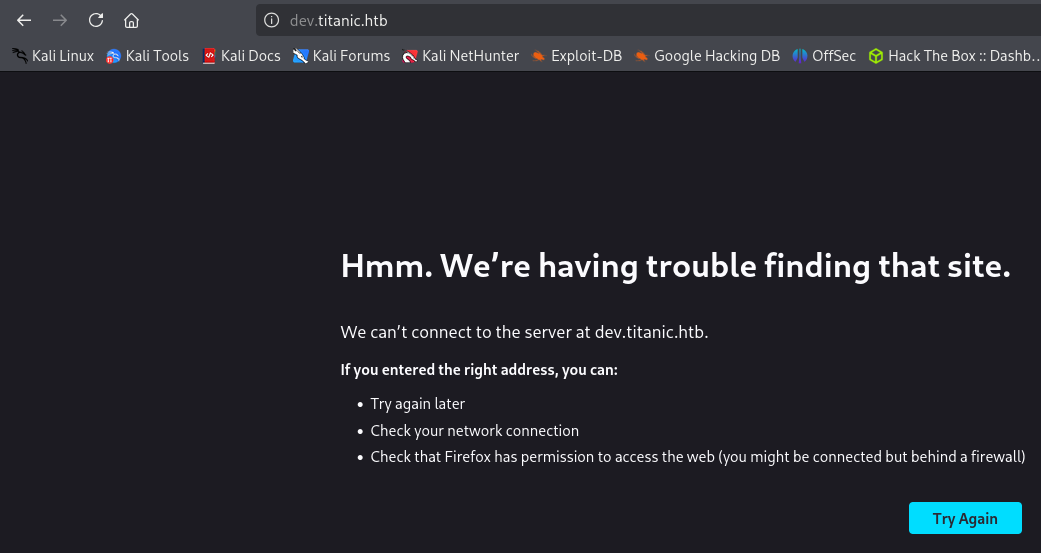 dev.titanic.htb
Kali Linux Kali Tools Kali Docs Kali Forums Kali NetHunter Exploit-DB Google Hacking DB OffSec Hack The Box :: Dashb…
Hmm. We’re having trouble finding that site.
We can’t connect to the server at dev.titanic.htb.
If you entered the right address, you can:
• Try again later
• Check your network connection
• Check that Firefox has permission to access the web (you might be connected but behind a firewall)
Try Again